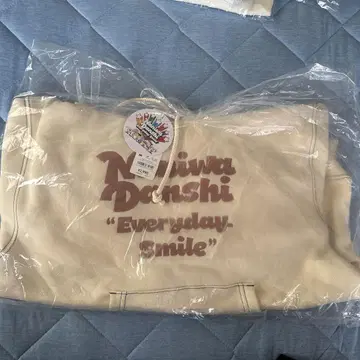 Naniwa
Danshi
"Everyday.
Smile"